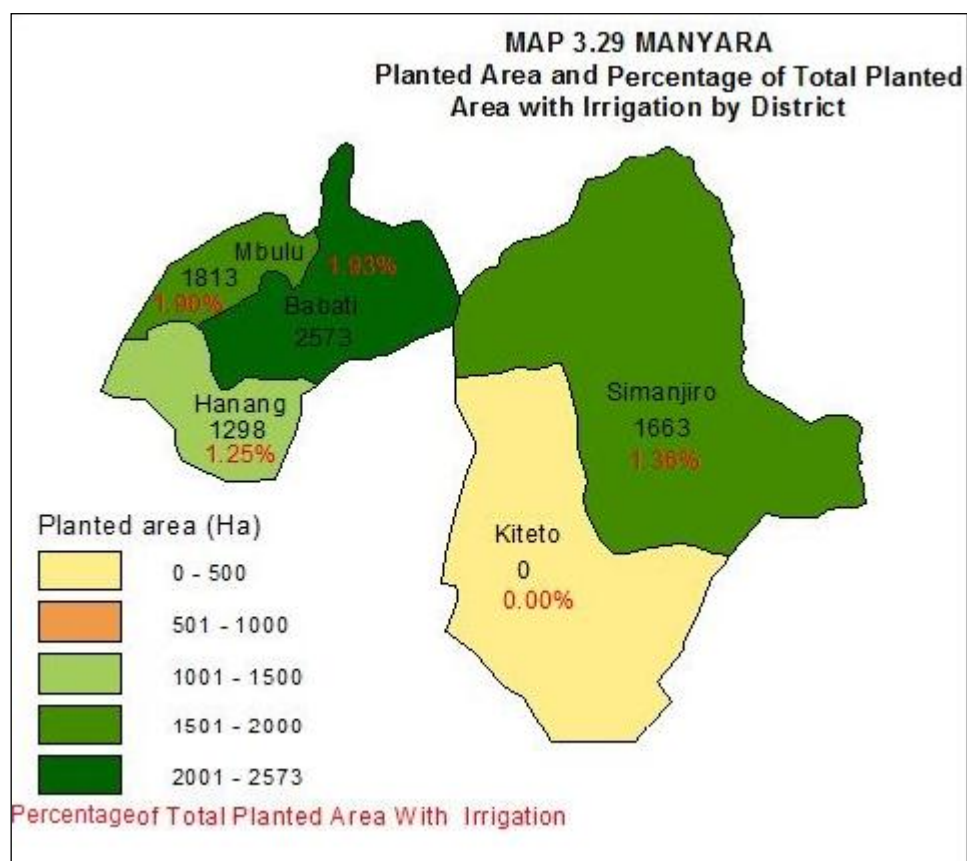 MAP 3.29 MANYARA
Planted Area and Percentage of Total Planted
Area with Irrigation by District
Mbulu
1813
1.90%
1.93%
Babati
2573
Hanang
1298
1.25%
Simanjiro
1663
1.36%
Kiteto
0
0.00%
Planted area (Ha)
0 - 500
501 - 1000
1001 - 1500
1501 - 2000
2001 - 2573
Percentage of Total Planted Area With Irrigation